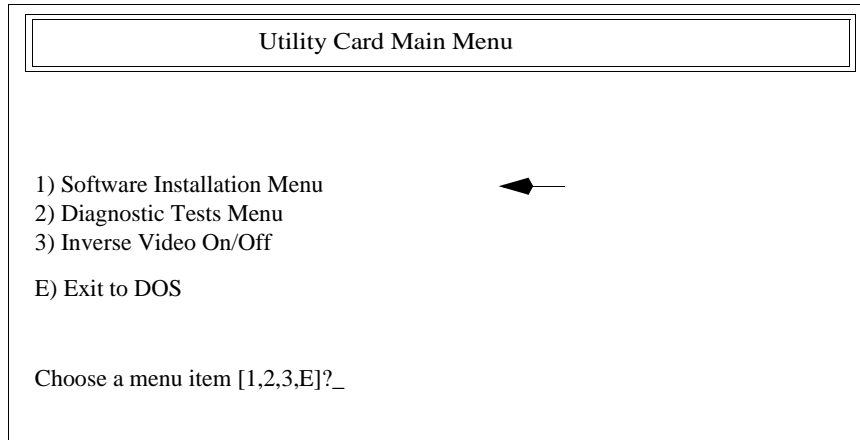 Utility Card Main Menu
1) Software Installation Menu
2) Diagnostic Tests Menu
3) Inverse Video On/Off
E) Exit to DOS
Choose a menu item [1,2,3,E]?_